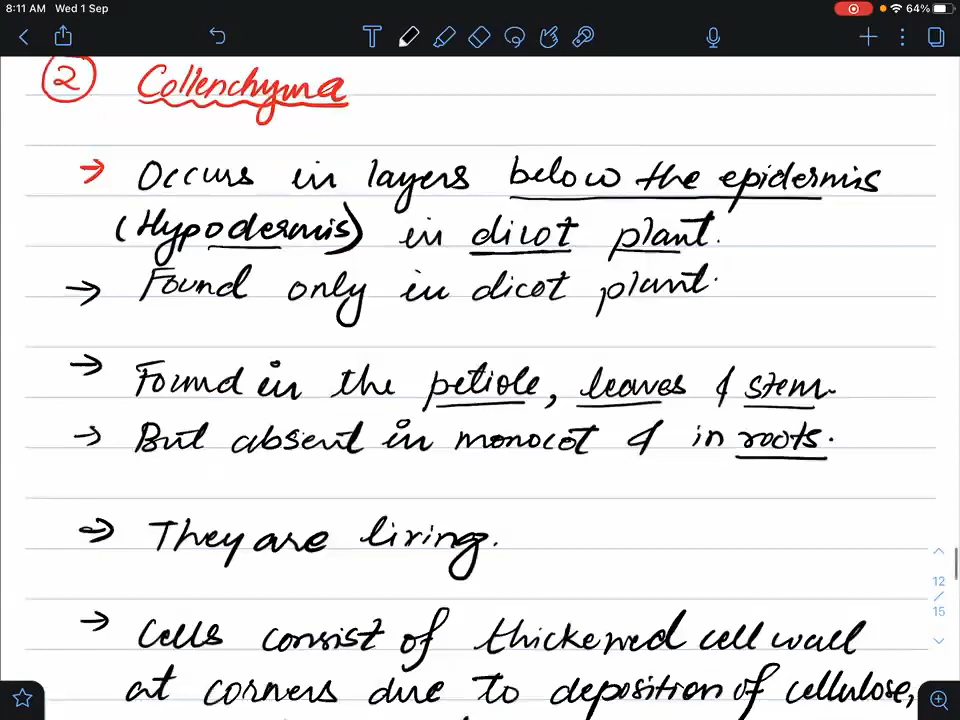 8:11 AM Wed 1 Sep
64%
② Collenchyma
→ Occurs in layers below the epidermis
(Hypodermis) in dicot plant.
→ Found only in dicot plant.
→ Found in the petiole, leaves & stem.
→ But absent in monocot & in roots.
⇒ They are living.
→ Cells consist of thickened cell wall
at corners due to deposition of cellulose,
12
/
15